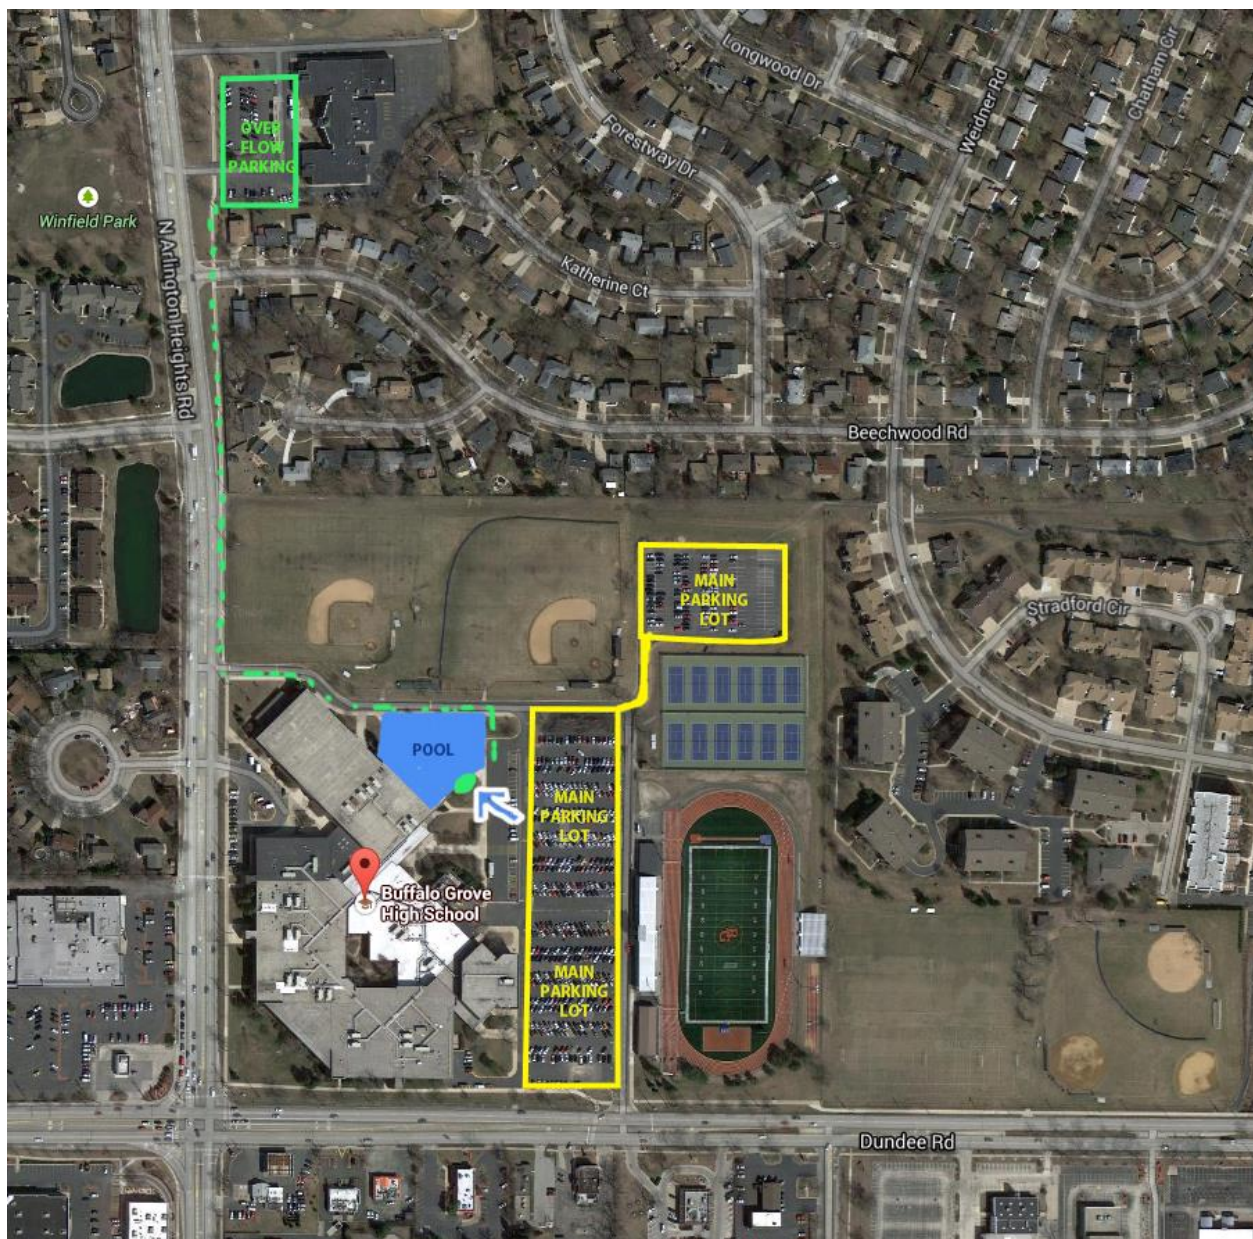 Longwood Dr
Chatham Cir
Weidner Rd
OVER
FLOW
PARKING
Forestway Dr
Winfield Park
N Arlington Heights Rd
Katherine Ct
Beechwood Rd
MAIN
PARKING
LOT
Stradford Cir
POOL
MAIN
PARKING
LOT
Buffalo Grove
High School
MAIN
PARKING
LOT
Dundee Rd